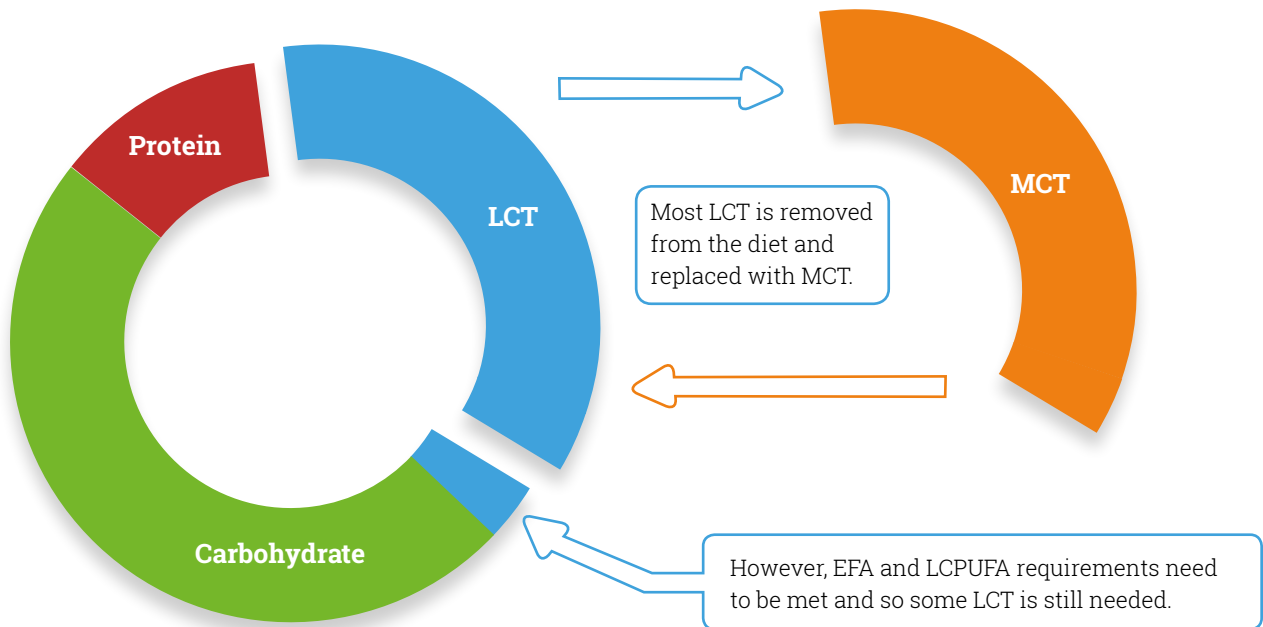 Protein
LCT
MCT
Most LCT is removed
from the diet and
replaced with MCT.
Carbohydrate
However, EFA and LCPUFA requirements need
to be met and so some LCT is still needed.